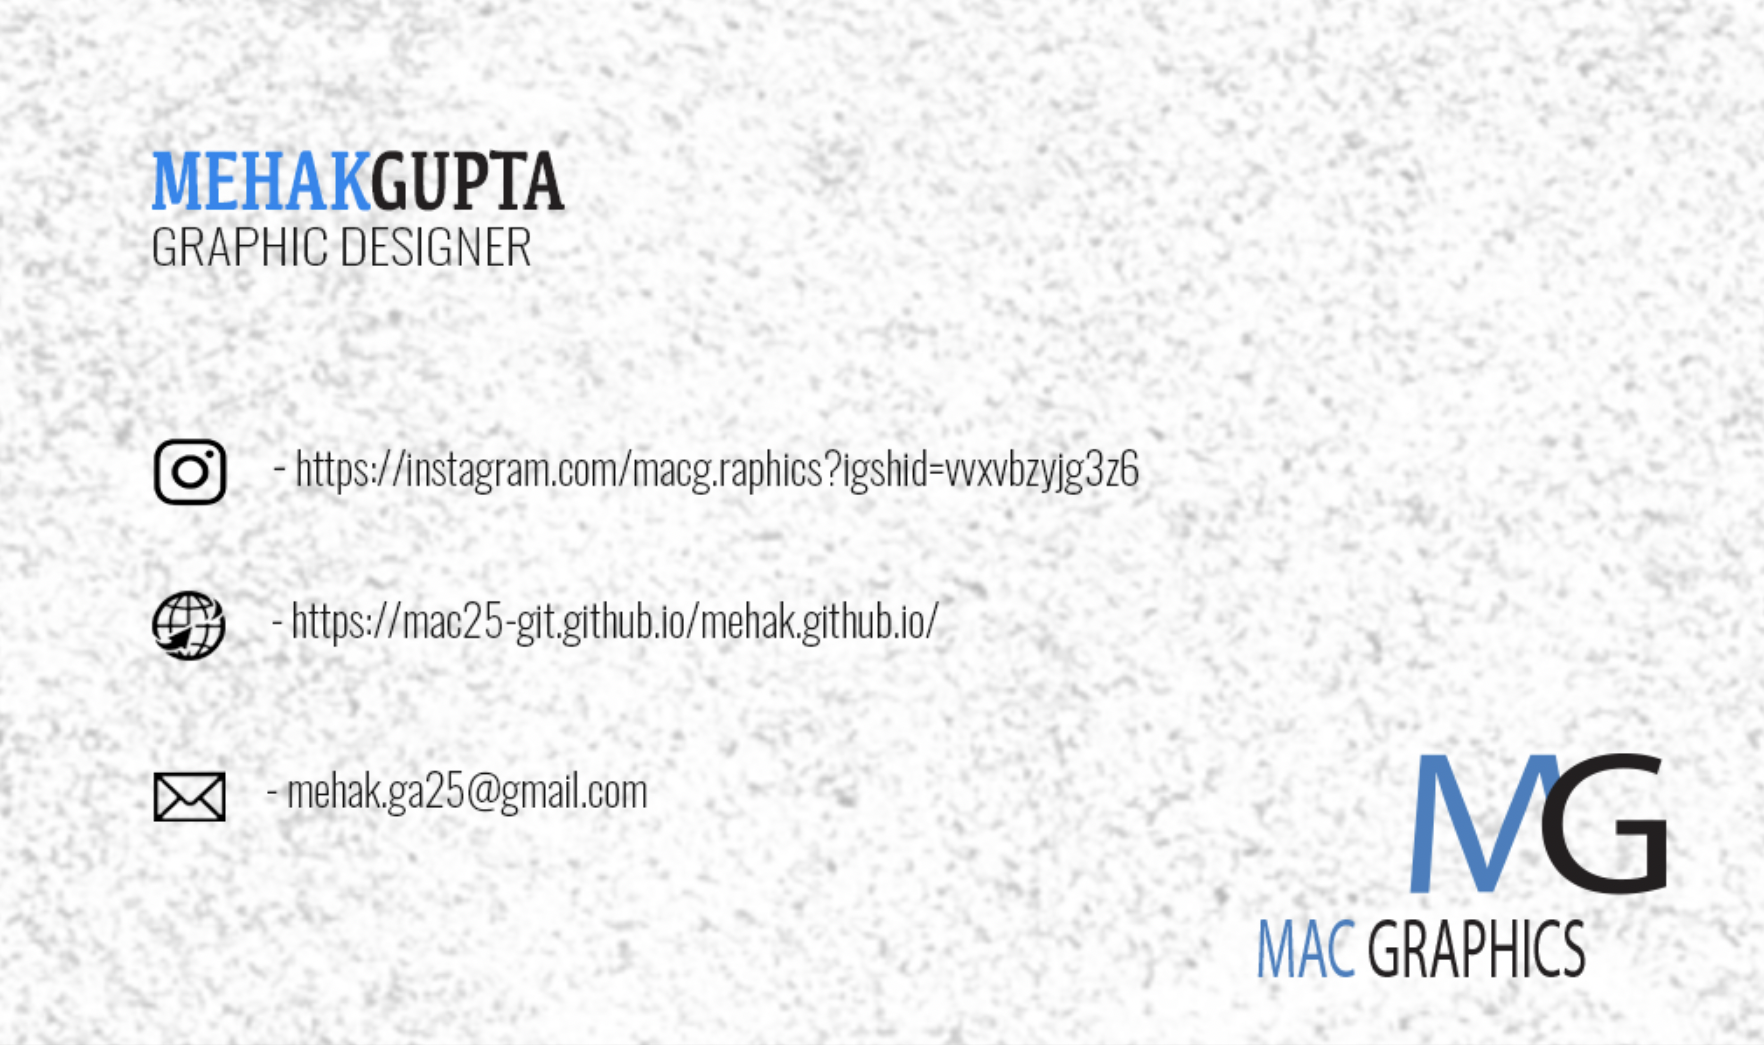 MEHAKGUPTA
GRAPHIC DESIGNER
- https://instagram.com/macg.raphics?igshid=vvxvbzyjg3z6
- https://mac25-git.github.io/mehak.github.io/
- mehak.ga25@gmail.com
MG
MAC GRAPHICS